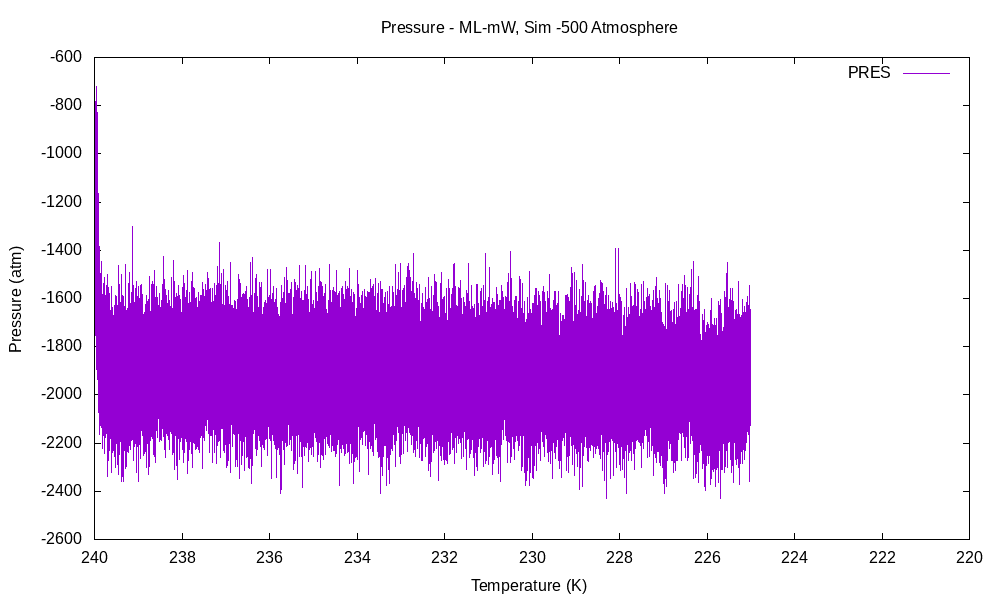 Pressure - ML-mW, Sim -500 Atmosphere
PRES
-600
-800
-1000
-1200
-1400
-1600
-1800
-2000
-2200
-2400
-2600
Pressure (atm)
240 238 236 234 232 230 228 226 224 222 220
Temperature (K)